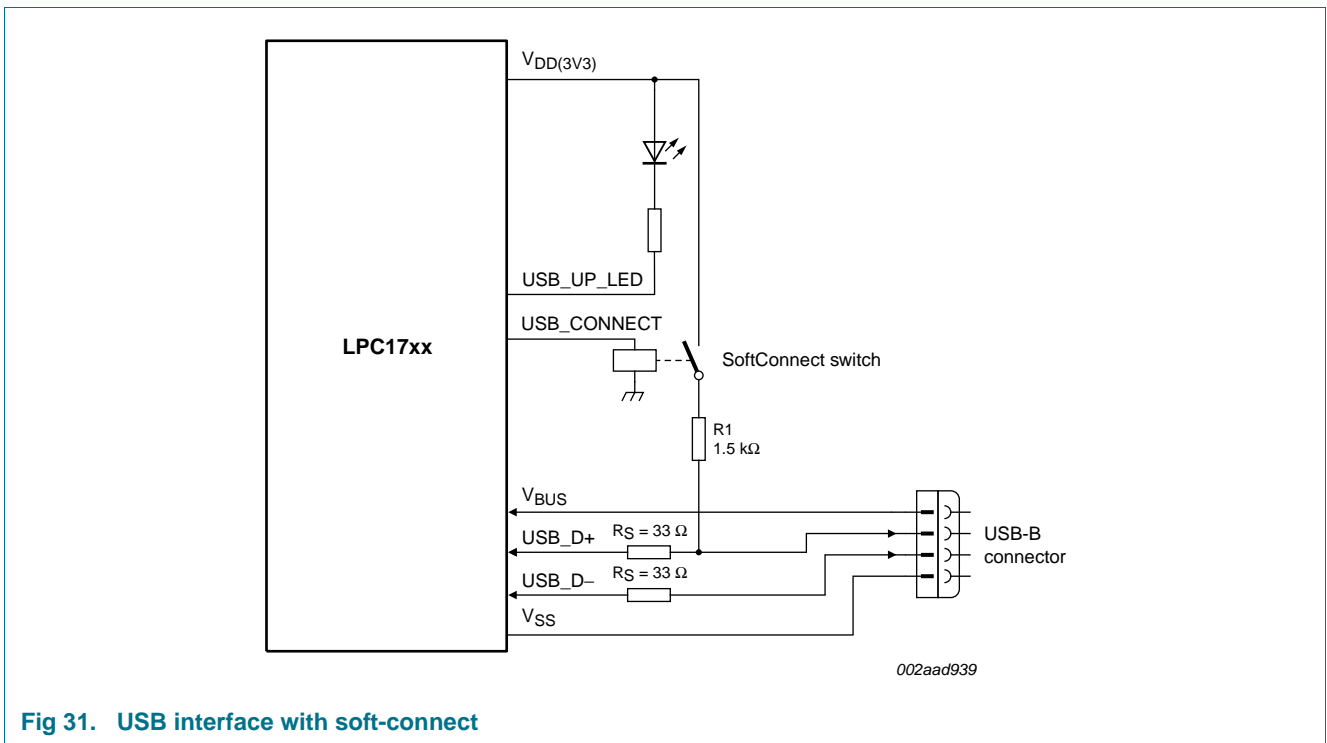 VDD(3V3)
USB_UP_LED
USB_CONNECT
LPC17xx
SoftConnect switch
R1
1.5 kΩ
VBUS
USB_D+
RS = 33 Ω
USB_D−
RS = 33 Ω
VSS
USB-B
connector
002aad939
Fig 31. USB interface with soft-connect